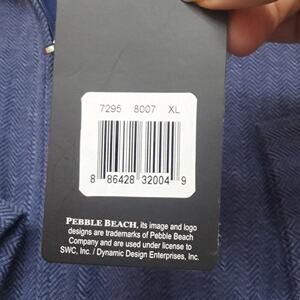 7295 8007 XL
8 86428 32004 9
PEBBLE BEACH, its image and logo
designs are trademarks of Pebble Beach
Company and are used under license to
SWC, Inc. / Dynamic Design Enterprises, Inc.